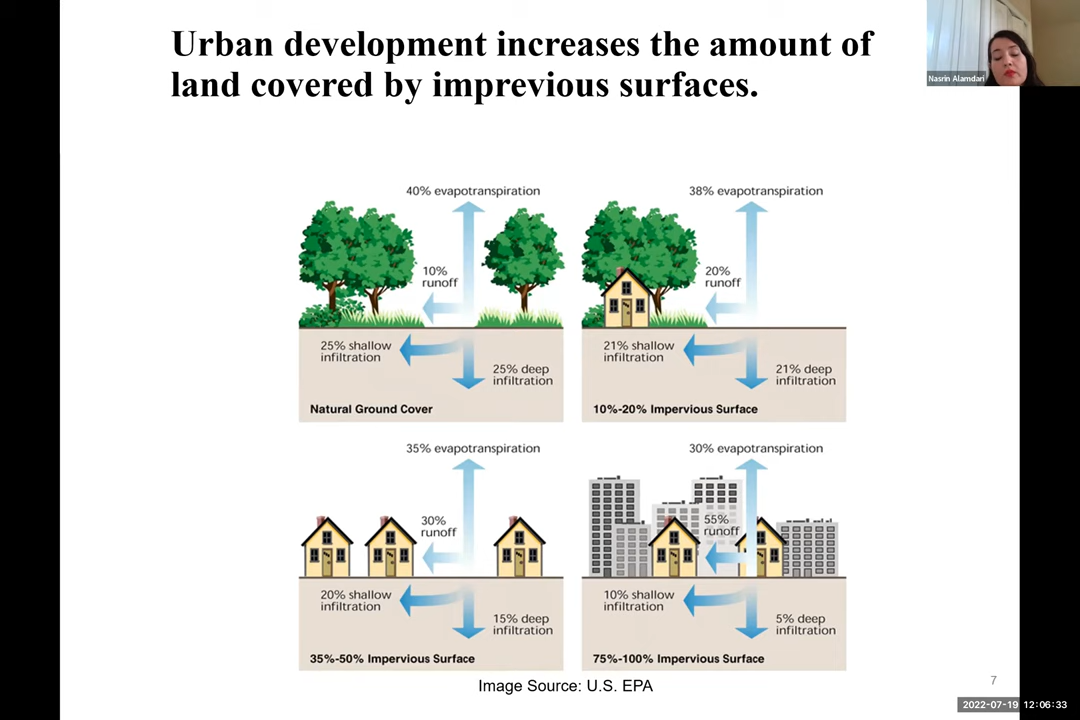 Urban development increases the amount of
land covered by imprevious surfaces.
Nasrin Alamdari
40% evapotranspiration
10%
runoff
25% shallow
infiltration
25% deep
infiltration
Natural Ground Cover
38% evapotranspiration
20%
runoff
21% shallow
infiltration
21% deep
infiltration
10%-20% Impervious Surface
35% evapotranspiration
30%
runoff
20% shallow
infiltration
15% deep
infiltration
35%-50% Impervious Surface
30% evapotranspiration
55%
runoff
10% shallow
infiltration
5% deep
infiltration
75%-100% Impervious Surface
Image Source: U.S. EPA
7
2022-07-19 12:06:33